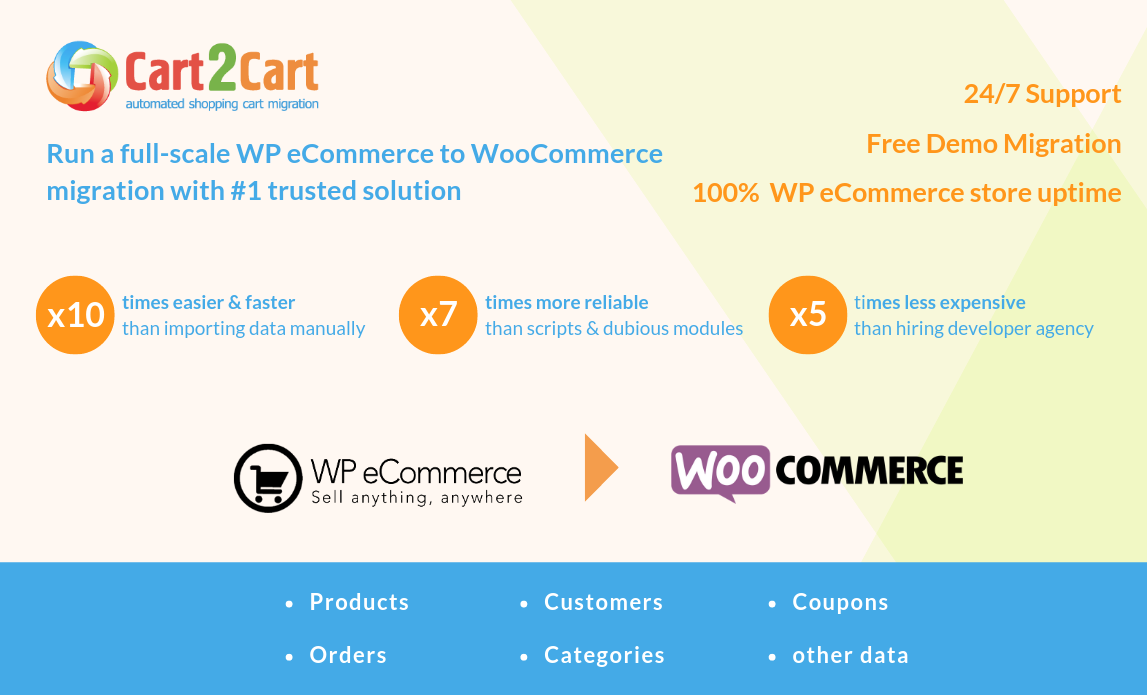 Cart2Cart
automated shopping cart migration
Run a full-scale WP eCommerce to WooCommerce
migration with #1 trusted solution
24/7 Support
Free Demo Migration
100% WP eCommerce store uptime
x10
times easier & faster
than importing data manually
x7
times more reliable
than scripts & dubious modules
x5
times less expensive
than hiring developer agency
WP eCommerce
Sell anything, anywhere
WOO COMMERCE
• Products
• Customers
• Coupons
• Orders
• Categories
• other data